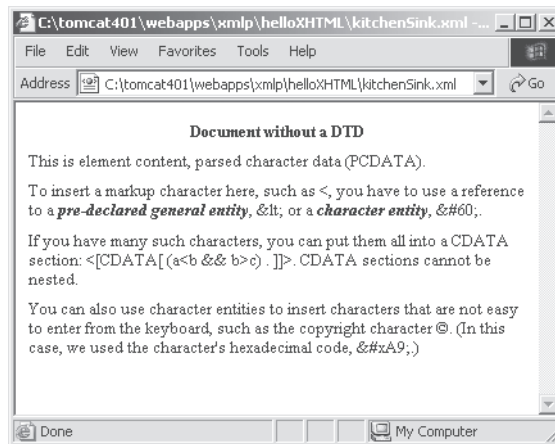 C:\tomcat401\webapps\xmlp\helloXHTML\kitchenSink.xml -...
File Edit View Favorites Tools Help
Address C:\tomcat401\webapps\xmlp\helloXHTML\kitchenSink.xml Go
Document without a DTD
This is element content, parsed character data (PCDATA).
To insert a markup character here, such as <, you have to use a reference
to a pre-declared general entity, &lt; or a character entity, &#60;.
If you have many such characters, you can put them all into a CDATA
section: <[CDATA[ (a<b && b>c) . ]]>. CDATA sections cannot be
nested.
You can also use character entities to insert characters that are not easy
to enter from the keyboard, such as the copyright character ©. (In this
case, we used the character's hexadecimal code, &#xA9;.)
Done My Computer